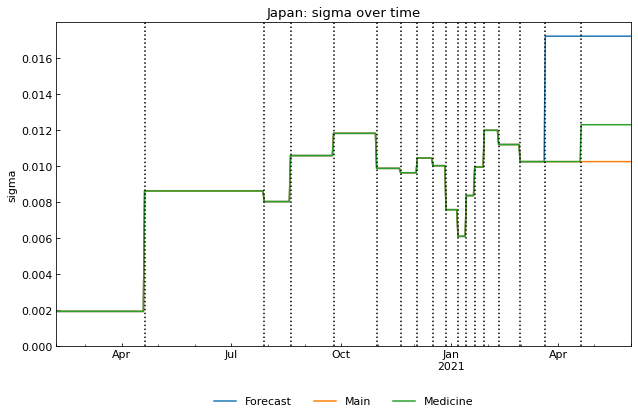 Japan: sigma over time
sigma
0.016
0.014
0.012
0.010
0.008
0.006
0.004
0.002
0.000
Apr Jul Oct Jan Apr
2021
Forecast Main Medicine